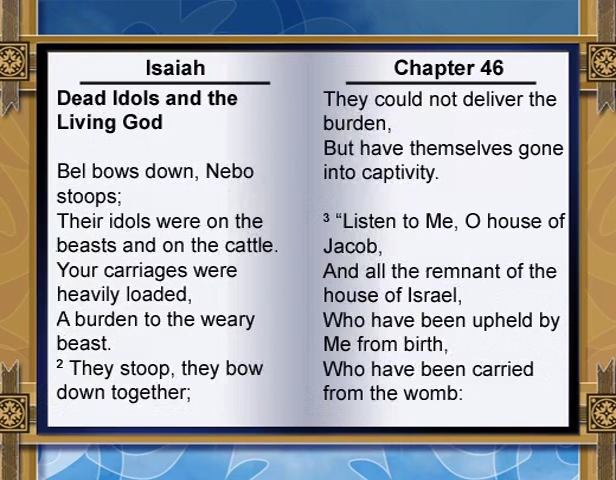 Isaiah
Dead Idols and the
Living God
Bel bows down, Nebo
stoops;
Their idols were on the
beasts and on the cattle.
Your carriages were
heavily loaded,
A burden to the weary
beast.
² They stoop, they bow
down together;
Chapter 46
They could not deliver the
burden,
But have themselves gone
into captivity.
³ “Listen to Me, O house of
Jacob,
And all the remnant of the
house of Israel,
Who have been upheld by
Me from birth,
Who have been carried
from the womb: